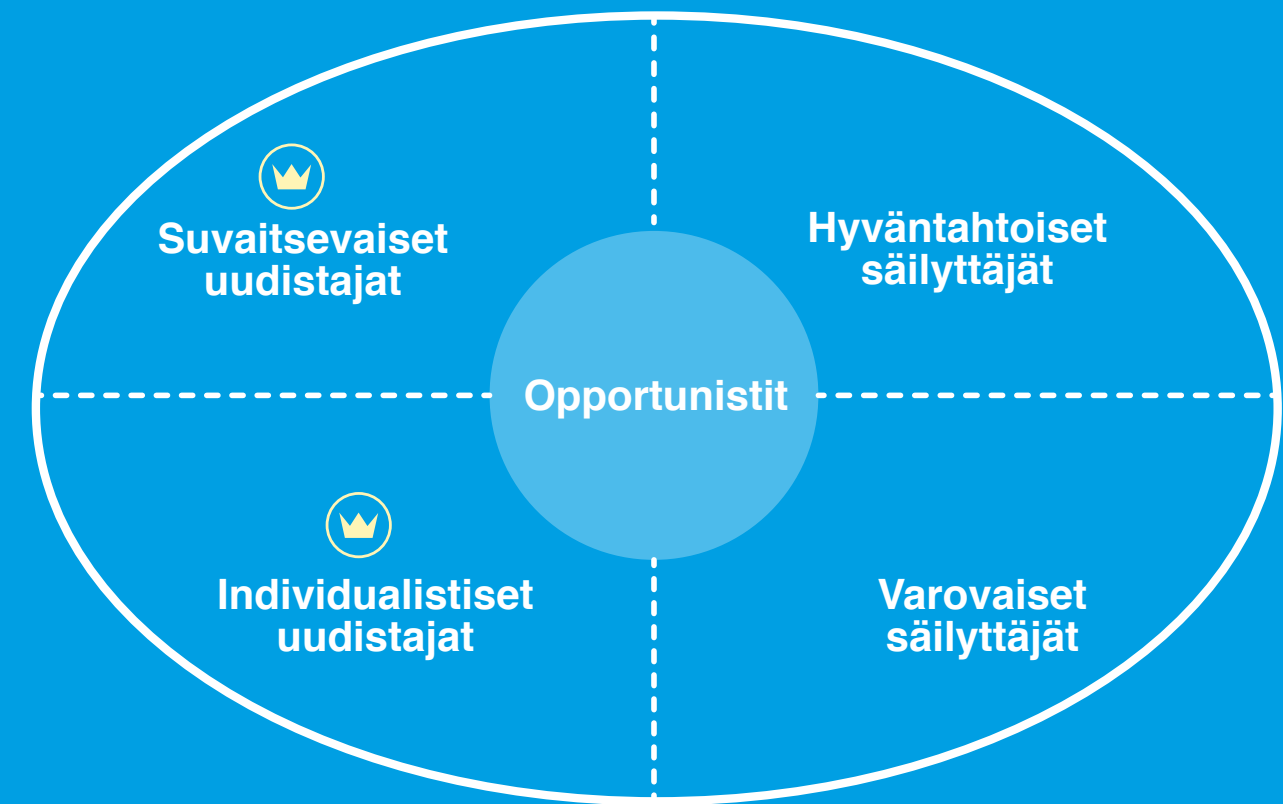 Suvaitsevaiset
uudistajat
Hyväntahtoiset
säilyttäjät
Opportunistit
Individualistiset
uudistajat
Varovaiset
säilyttäjät